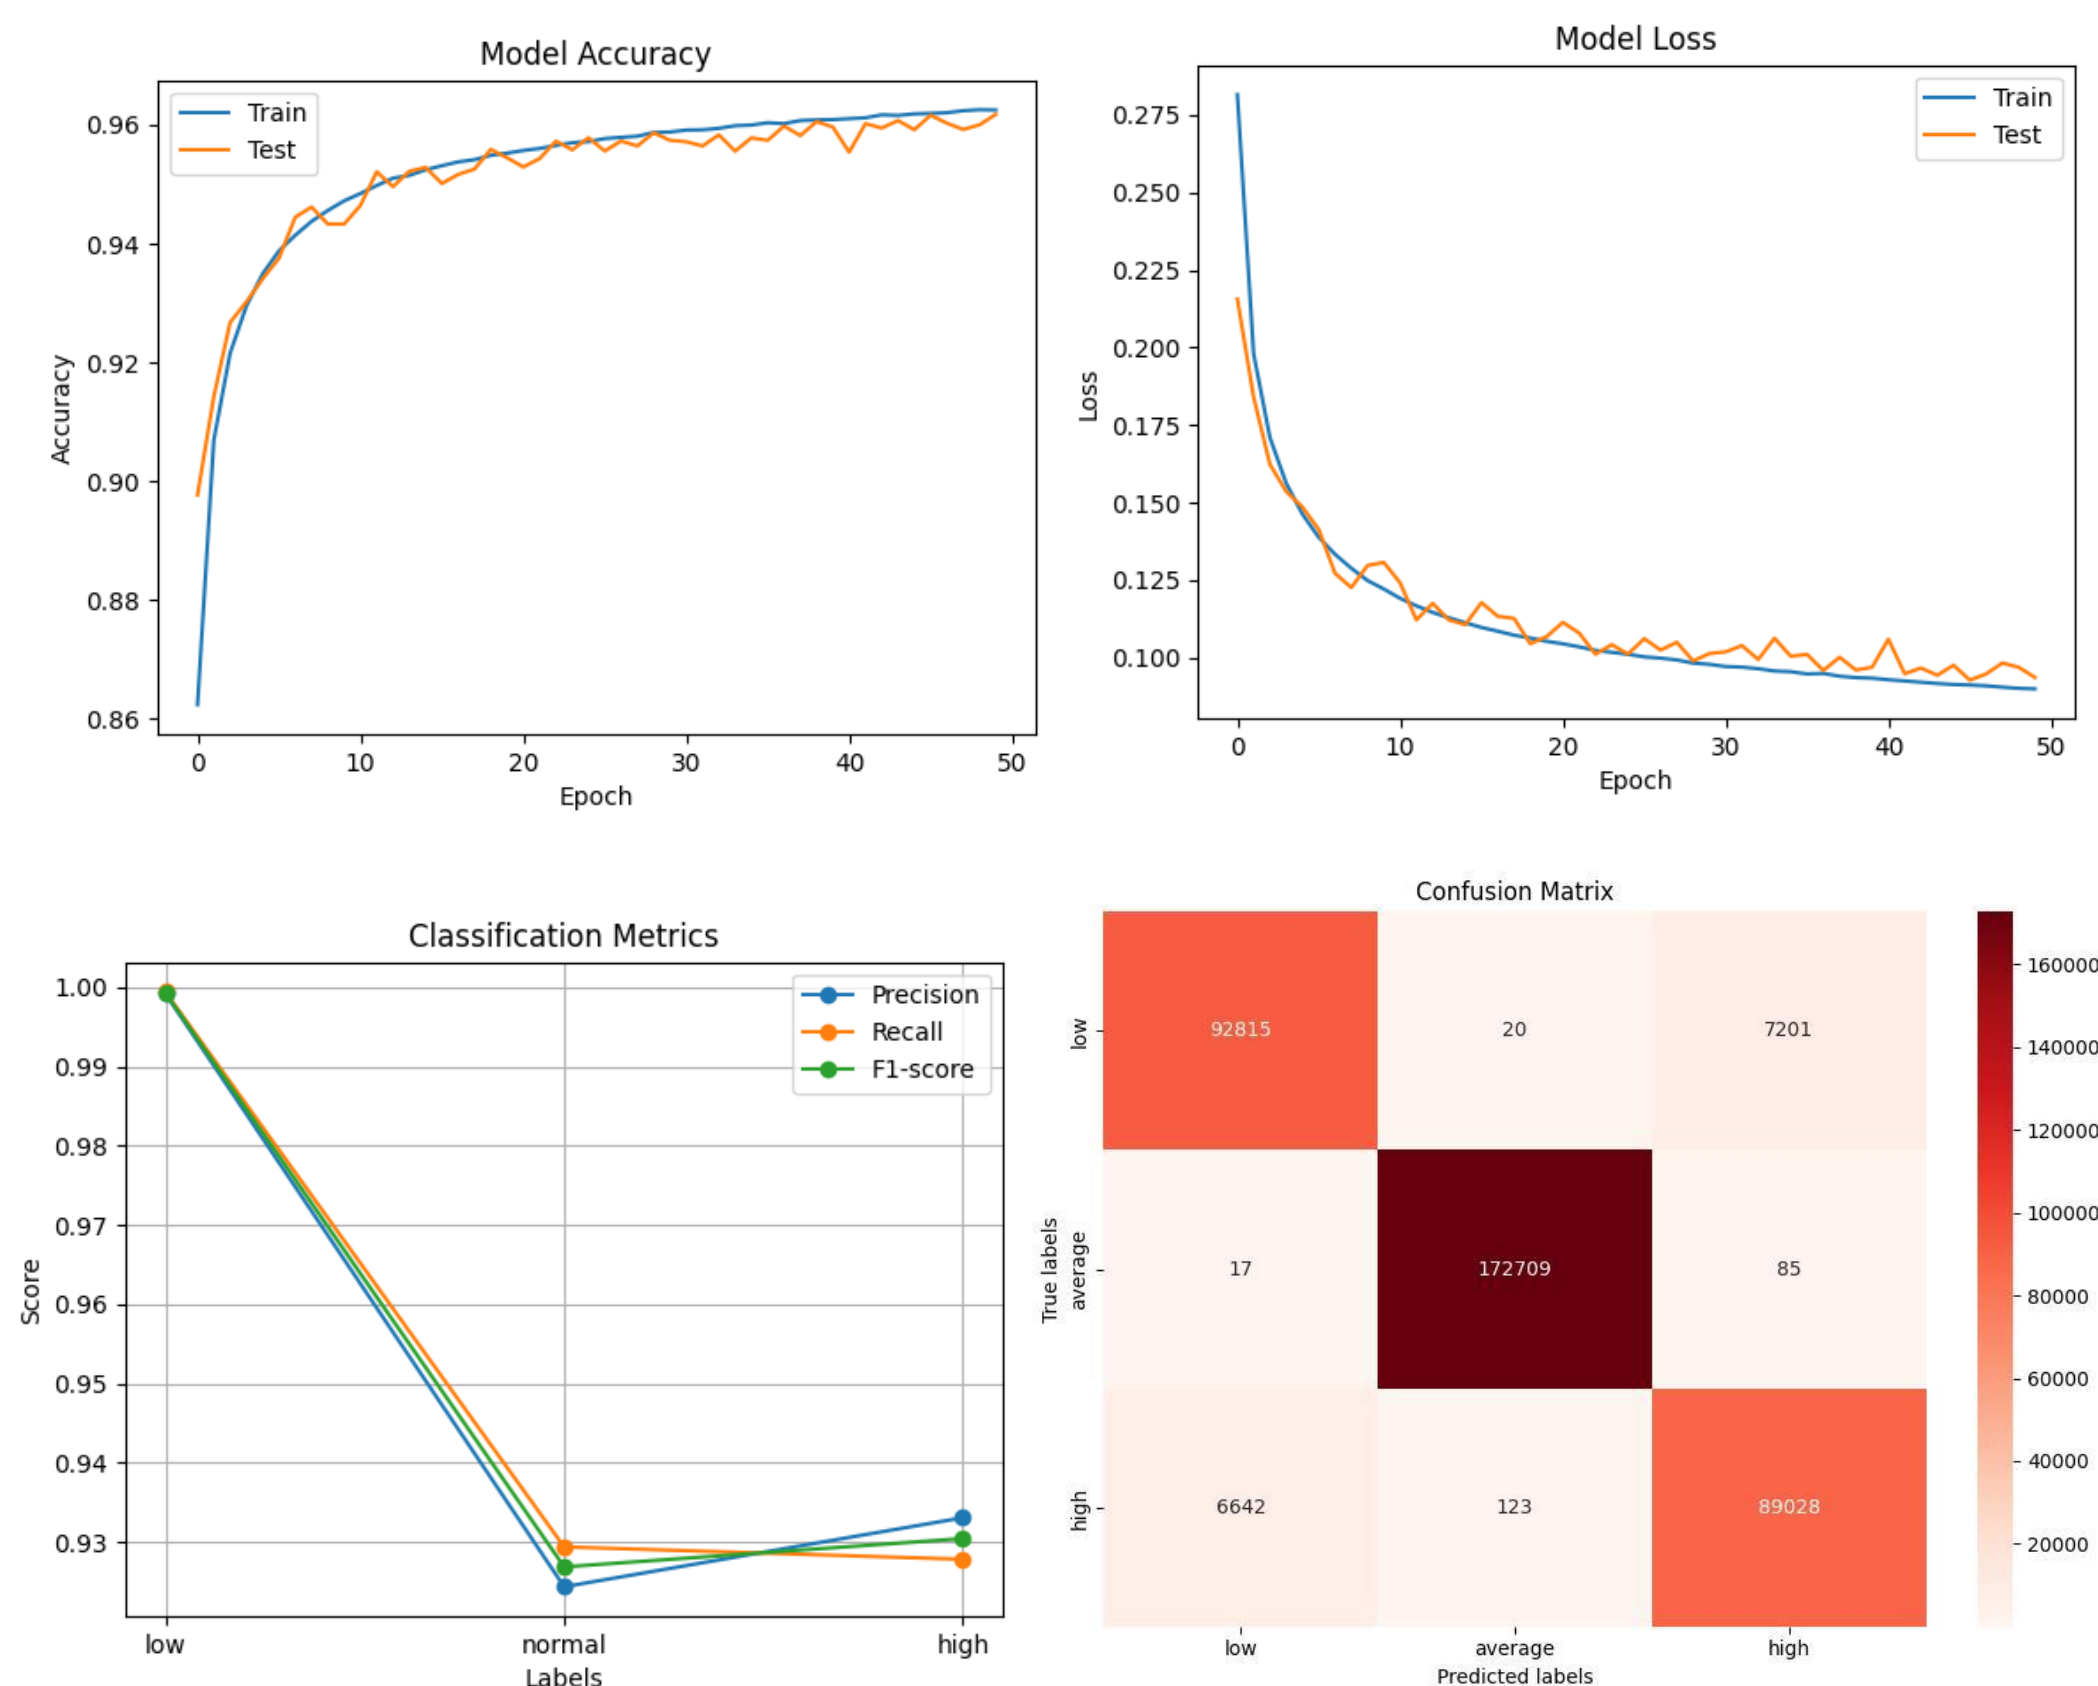 Model Accuracy
Train
Test
0.96
0.94
0.92
0.90
0.88
0.86
Accuracy
0 10 20 30 40 50
Epoch
Model Loss
Train
Test
0.275
0.250
0.225
0.200
0.175
0.150
0.125
0.100
Loss
0 10 20 30 40 50
Epoch
Classification Metrics
Precision
Recall
F1-score
1.00
0.99
0.98
0.97
0.96
0.95
0.94
0.93
Score
low normal high
Labels
Confusion Matrix
True labels
low
average
high
92815 20 7201
17 172709 85
6642 123 89028
low average high
Predicted labels
160000
140000
120000
100000
80000
60000
40000
20000